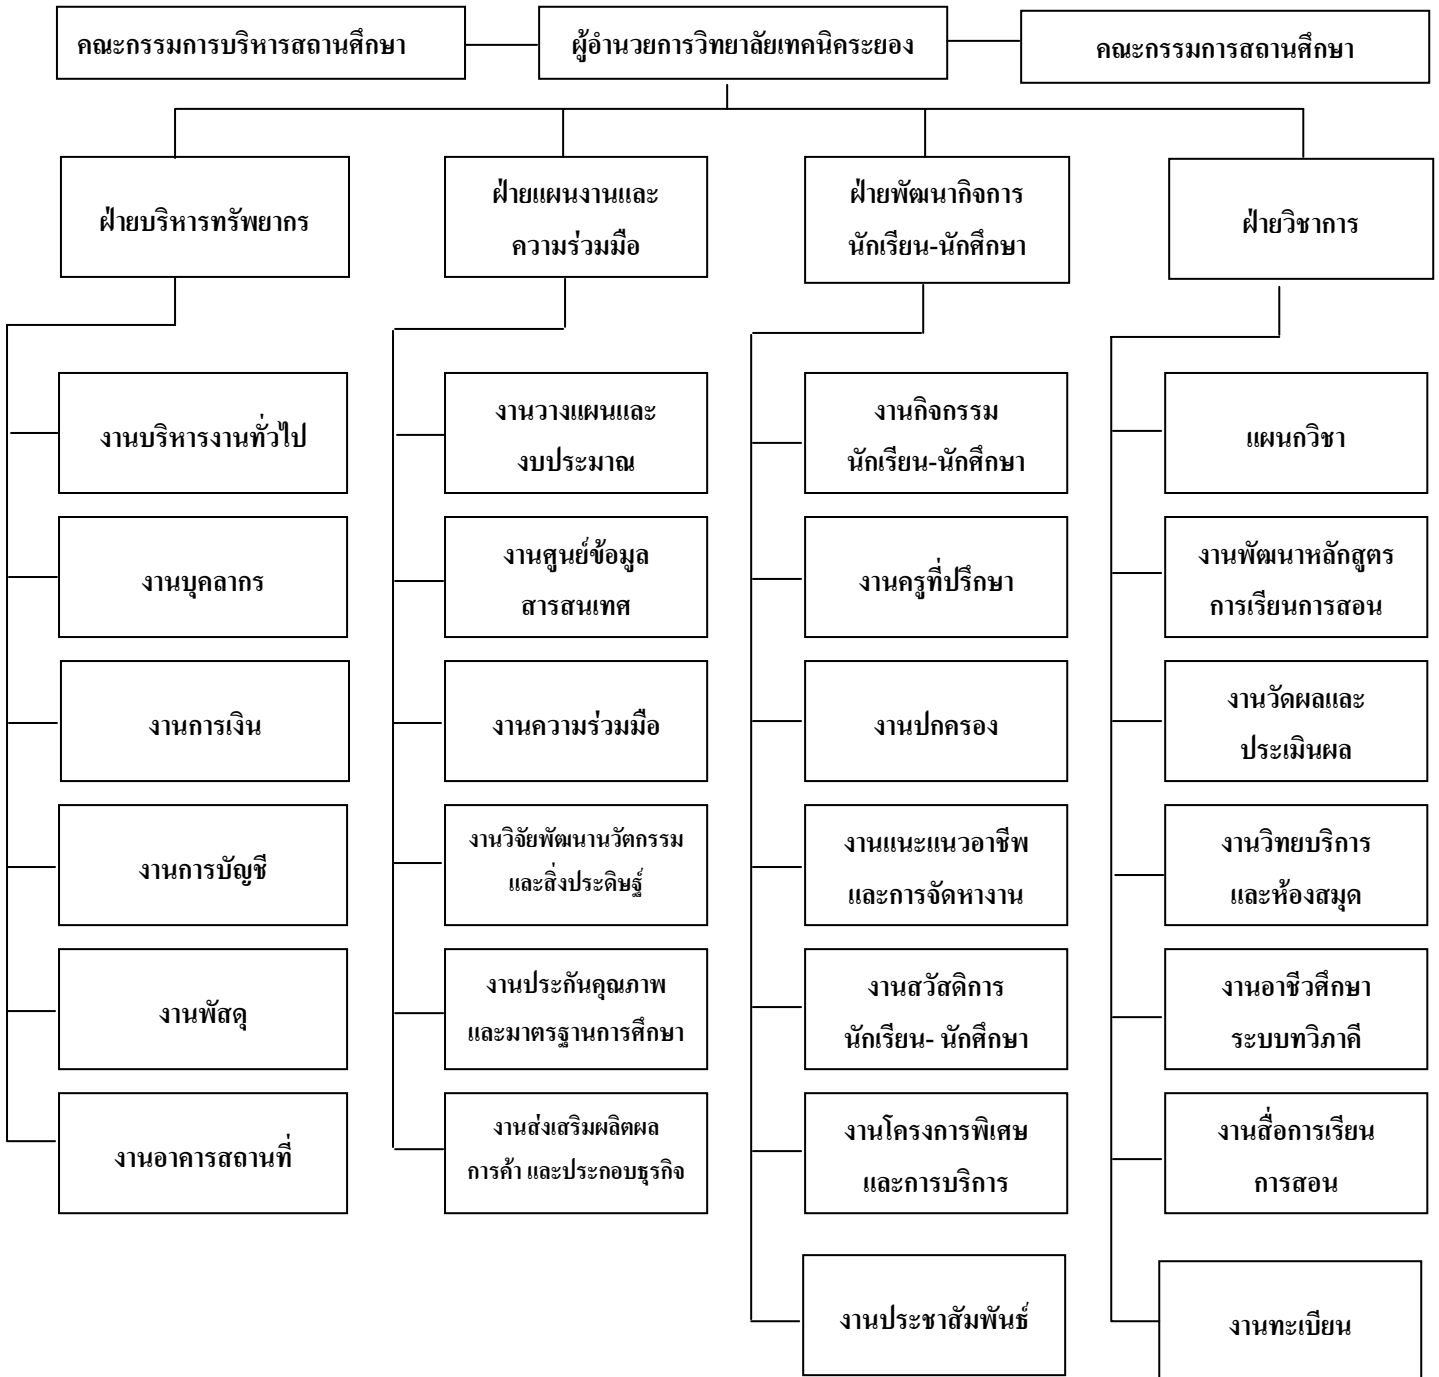 คณะกรรมการบริหารสถานศึกษา
ผู้อำนวยการวิทยาลัยเทคนิคระยอง
คณะกรรมการสถานศึกษา
ฝ่ายบริหารทรัพยากร
ฝ่ายแผนงานและ
ความร่วมมือ
ฝ่ายพัฒนากิจการ
นักเรียน-นักศึกษา
ฝ่ายวิชาการ
งานบริหารงานทั่วไป
งานบุคลากร
งานการเงิน
งานการบัญชี
งานพัสดุ
งานอาคารสถานที่
งานวางแผนและ
งบประมาณ
งานศูนย์ข้อมูล
สารสนเทศ
งานความร่วมมือ
งานวิจัยพัฒนานวัตกรรม
และสิ่งประดิษฐ์
งานประกันคุณภาพ
และมาตรฐานการศึกษา
งานส่งเสริมผลิตผล
การค้า และประกอบธุรกิจ
งานกิจกรรม
นักเรียน-นักศึกษา
งานครูที่ปรึกษา
งานปกครอง
งานแนะแนวอาชีพ
และการจัดหางาน
งานสวัสดิการ
นักเรียน- นักศึกษา
งานโครงการพิเศษ
และการบริการ
งานประชาสัมพันธ์
แผนกวิชา
งานพัฒนาหลักสูตร
การเรียนการสอน
งานวัดผลและ
ประเมินผล
งานวิทยบริการ
และห้องสมุด
งานอาชีวศึกษา
ระบบทวิภาคี
งานสื่อการเรียน
การสอน
งานทะเบียน